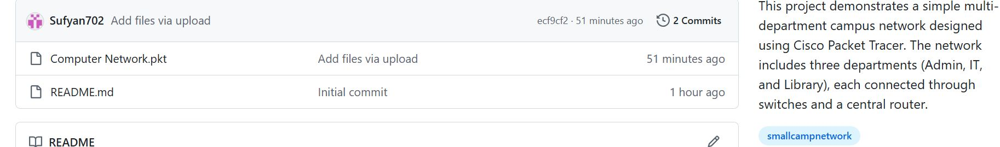 Sufyan702 Add files via upload ecf9cf2 · 51 minutes ago 2 Commits
Computer Network.pkt Add files via upload 51 minutes ago
README.md Initial commit 1 hour ago
README
This project demonstrates a simple multi-
department campus network designed
using Cisco Packet Tracer. The network
includes three departments (Admin, IT,
and Library), each connected through
switches and a central router.
smallcampnetwork